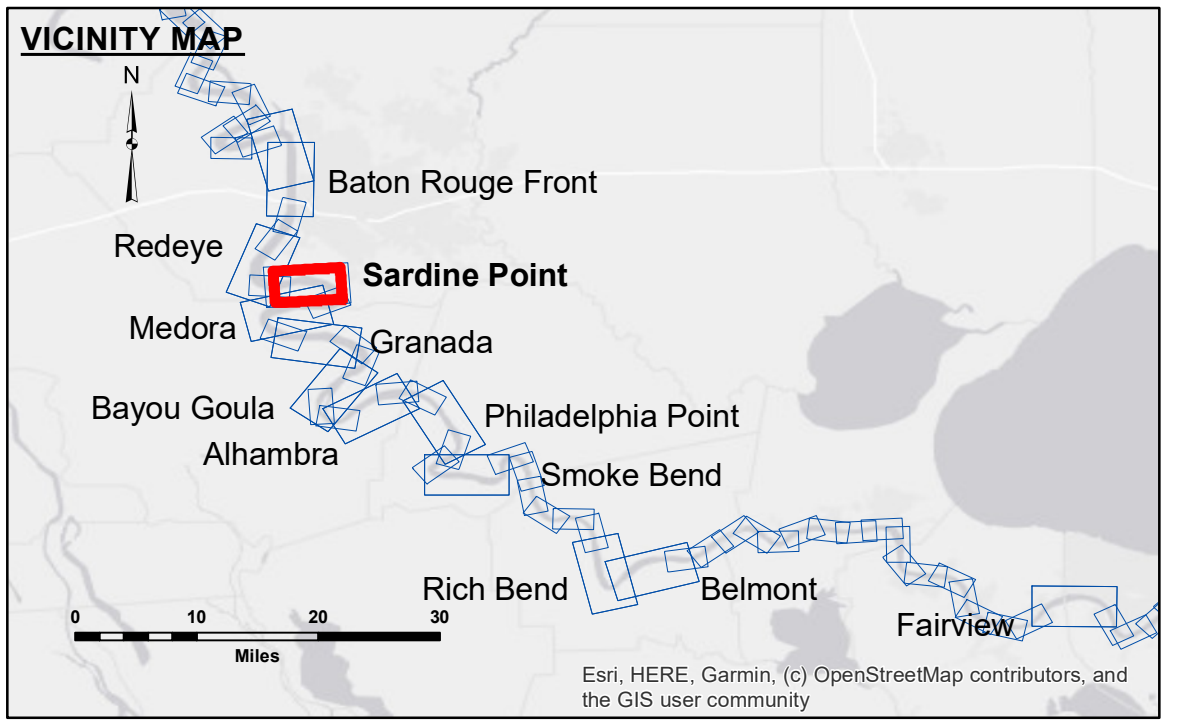 VICINITY MAP
N
Baton Rouge Front
Redeye
Sardine Point
Medora
Granada
Bayou Goula
Philadelphia Point
Alhambra
Smoke Bend
Rich Bend
Belmont
Fairview
0 10 20 30
Miles
Esri, HERE, Garmin, (c) OpenStreetMap contributors, and
the GIS user community